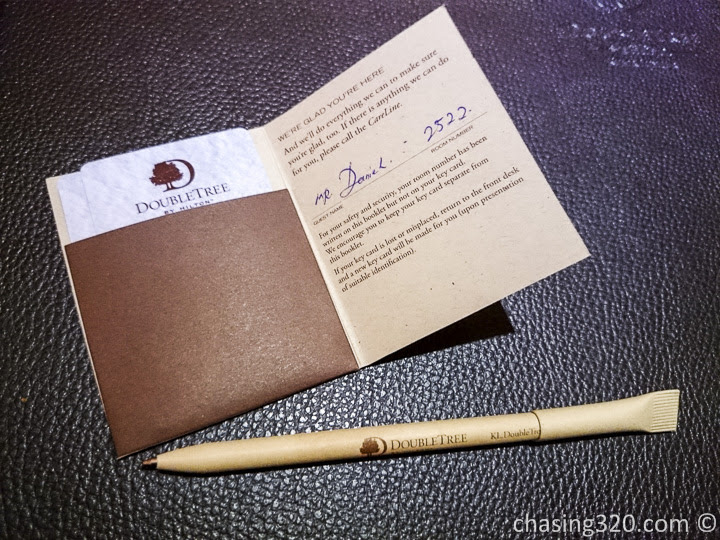 DOUBLETREE
BY HILTON™
WE'RE GLAD YOU'RE HERE
And we'll do everything we can to make sure
you're glad, too. If there is anything we can do
for you, please call the CareLine.
Mr Daniel. - 2522.
GUEST NAME ROOM NUMBER
For your safety and security, your room number has been
written on this booklet but not on your key card.
We encourage you to keep your key card separate from
this booklet.
If your key card is lost or misplaced, return to the front desk
and a new key card will be made for you (upon presentation
of suitable identification).
DOUBLETREE KL.DoubleTre
chasing320.com ©